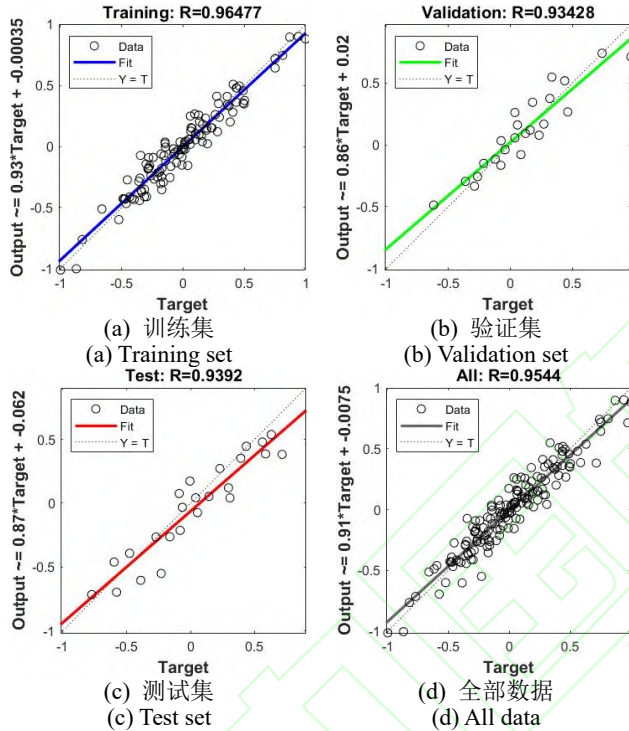 Training: R=0.96477
Output ~= 0.93*Target + -0.00035
1
0.5
0
-0.5
-1
Data
Fit
Y = T
-1 -0.5 0 0.5 1
Target
(a) 训练集
(a) Training set
Validation: R=0.93428
Output ~= 0.86*Target + 0.02
1
0.5
0
-0.5
-1
Data
Fit
Y = T
-1 -0.5 0 0.5
Target
(b) 验证集
(b) Validation set
Test: R=0.9392
Output ~= 0.87*Target + -0.062
1
0.5
0
-0.5
-1
Data
Fit
Y = T
-1 -0.5 0 0.5
Target
(c) 测试集
(c) Test set
All: R=0.9544
Output ~= 0.91*Target + -0.0075
1
0.5
0
-0.5
-1
Data
Fit
Y = T
-1 -0.5 0 0.5
Target
(d) 全部数据
(d) All data